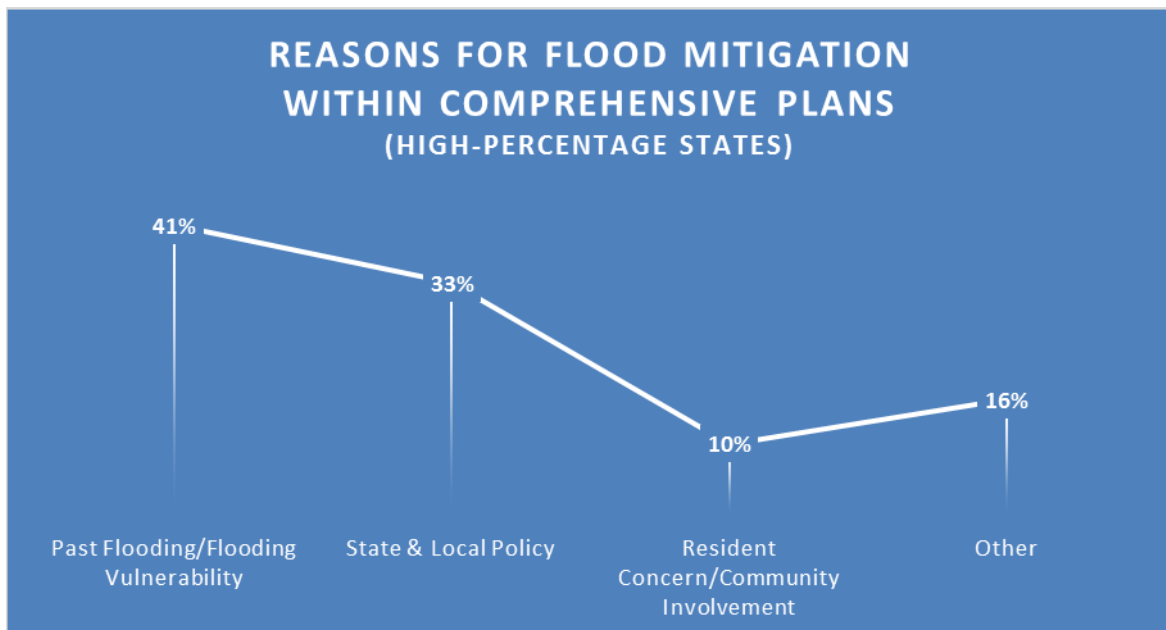 REASONS FOR FLOOD MITIGATION
WITHIN COMPREHENSIVE PLANS
(HIGH-PERCENTAGE STATES)
41%
33%
10%
16%
Past Flooding/Flooding
Vulnerability
State & Local Policy
Resident
Concern/Community
Involvement
Other